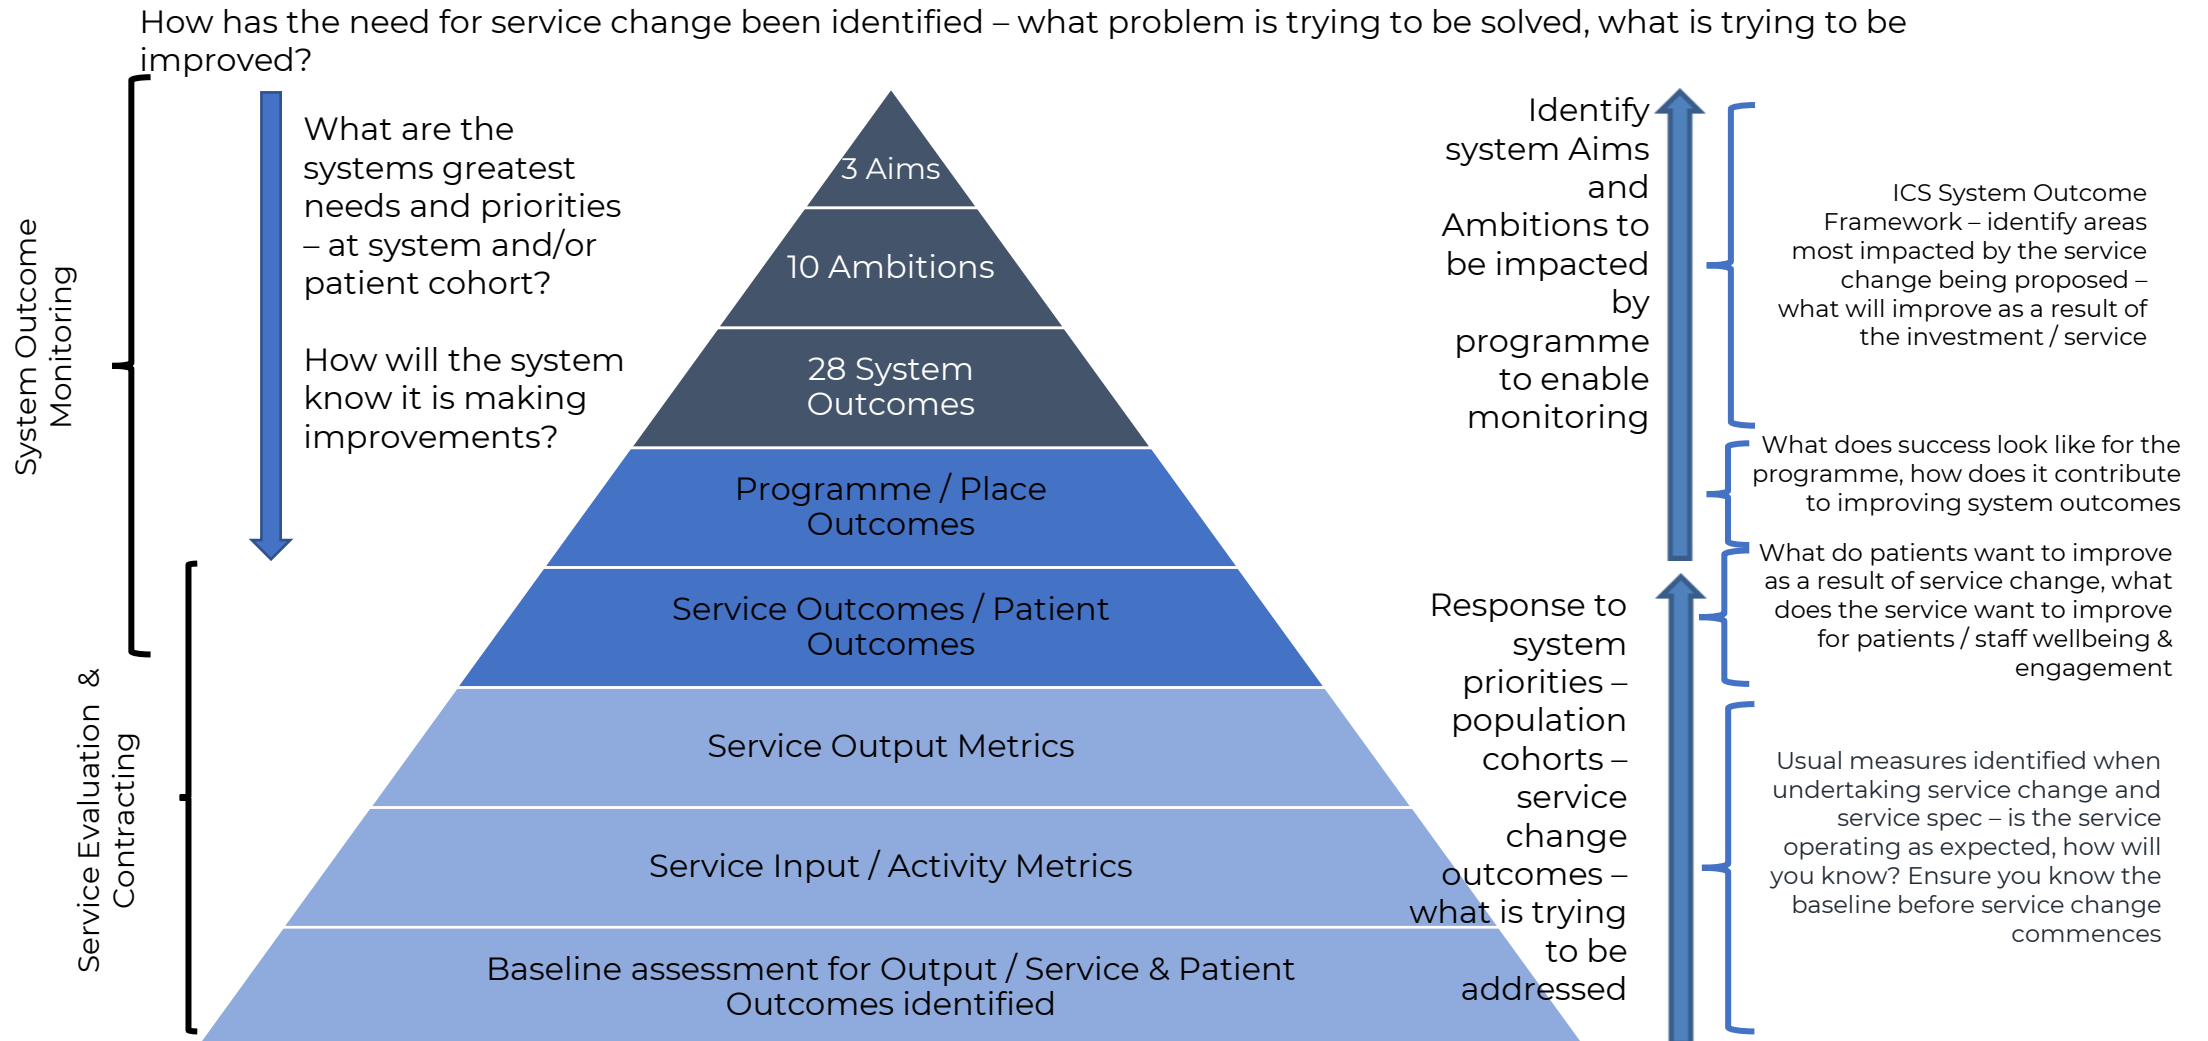 How has the need for service change been identified – what problem is trying to be solved, what is trying to be
improved?
System Outcome
Monitoring
Service Evaluation &
Contracting
What are the
systems greatest
needs and priorities
– at system and/or
patient cohort?
How will the system
know it is making
improvements?
3 Aims
10 Ambitions
28 System
Outcomes
Programme / Place
Outcomes
Service Outcomes / Patient
Outcomes
Service Output Metrics
Service Input / Activity Metrics
Baseline assessment for Output / Service & Patient
Outcomes identified
Identify
system Aims
and
Ambitions to
be impacted
by
programme
to enable
monitoring
Response to
system
priorities –
population
cohorts –
service
change
outcomes –
what is trying
to be
addressed
ICS System Outcome
Framework – identify areas
most impacted by the service
change being proposed –
what will improve as a result of
the investment / service
What does success look like for the
programme, how does it contribute
to improving system outcomes
What do patients want to improve
as a result of service change, what
does the service want to improve
for patients / staff wellbeing &
engagement
Usual measures identified when
undertaking service change and
service spec – is the service
operating as expected, how will
you know? Ensure you know the
baseline before service change
commences